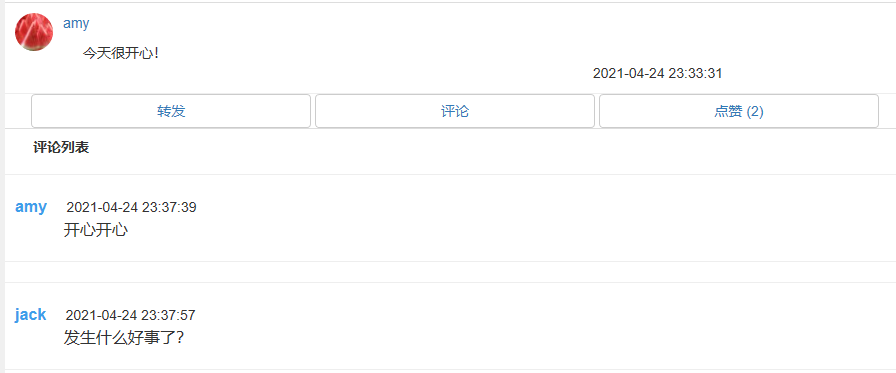 amy
今天很开心！
2021-04-24 23:33:31
转发 评论 点赞 (2)
评论列表
amy 2021-04-24 23:37:39
开心开心
jack 2021-04-24 23:37:57
发生什么好事了？